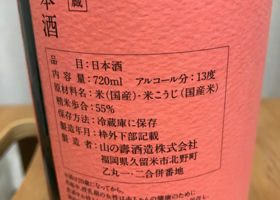 蔵
本酒
品目：日本酒
内容量：720ml アルコール分：13度
原材料名：米(国産)・米こうじ(国産米)
精米歩合：55%
保存方法：冷蔵庫に保存
製造年月：枠外下部記載
製造者：山の壽酒造株式会社
福岡県久留米市北野町
乙丸一・二合併番地